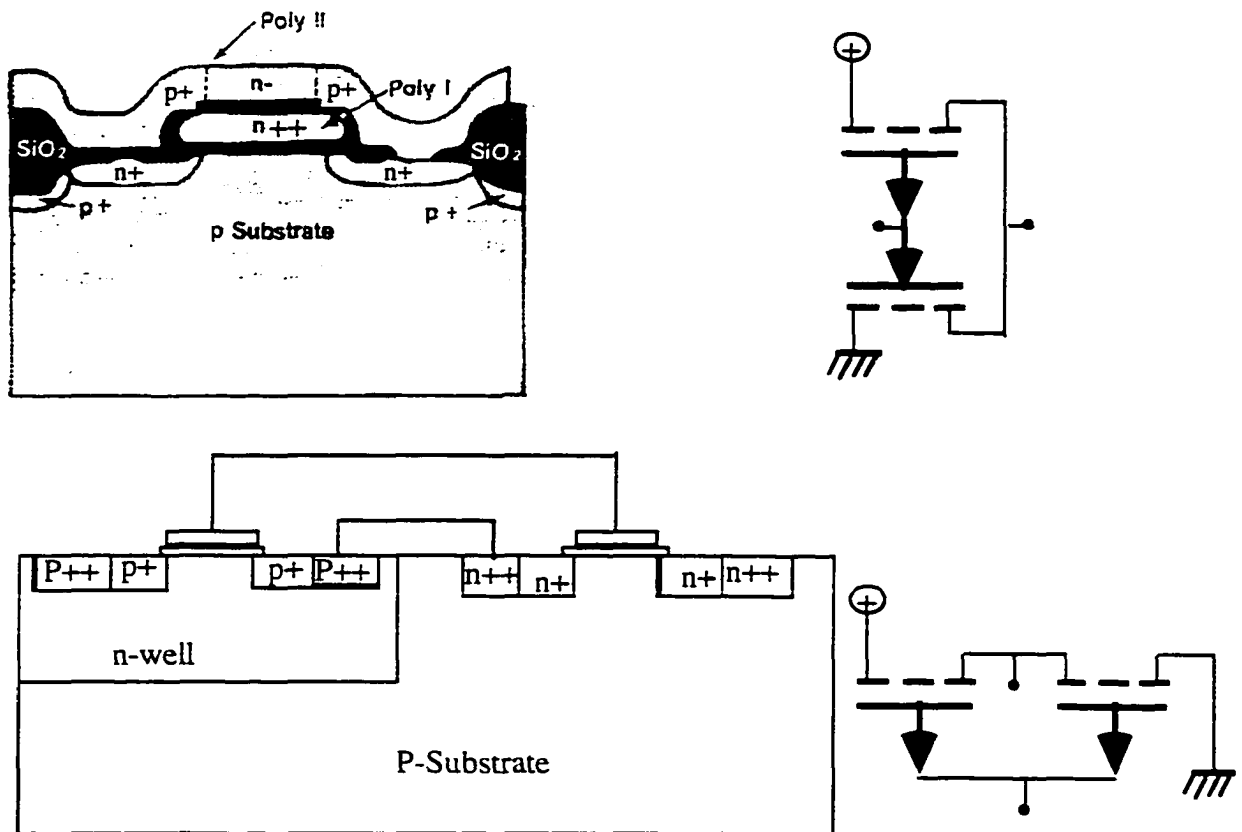 Poly II
n-
p+
p+
Poly I
n++
SiO2
SiO2
n+
n+
p+
p+
p Substrate
+
P++
p+
p+
P++
n++
n+
n+
n++
n-well
P-Substrate
+